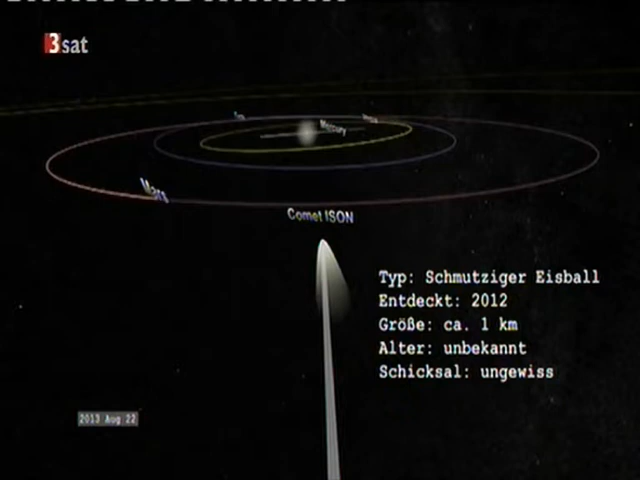 3sat
Mercury
Mars
Comet ISON
Typ: Schmutziger Eisball
Entdeckt: 2012
Größe: ca. 1 km
Alter: unbekannt
Schicksal: ungewiss
2013 Aug 22